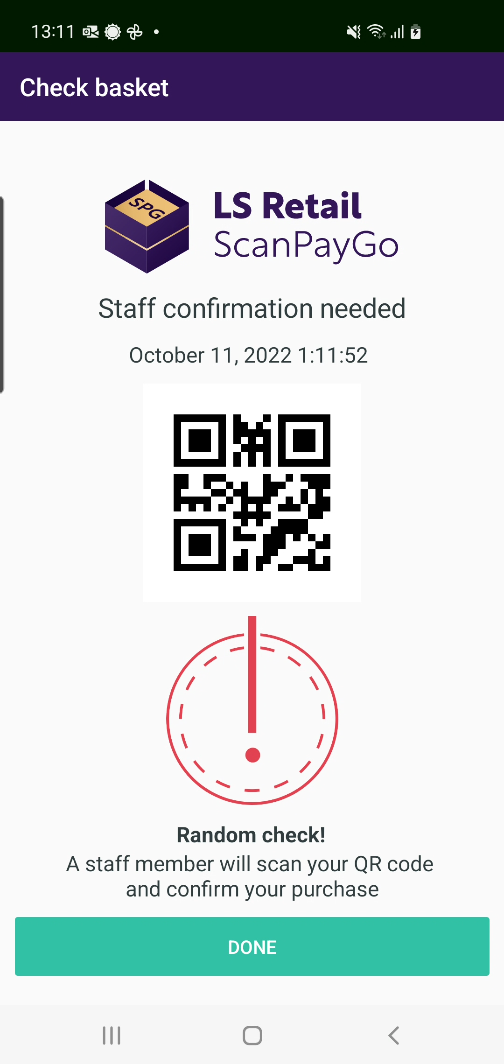 13:11
Check basket
SPG
LS Retail
ScanPayGo
Staff confirmation needed
October 11, 2022 1:11:52
Random check!
A staff member will scan your QR code
and confirm your purchase
DONE